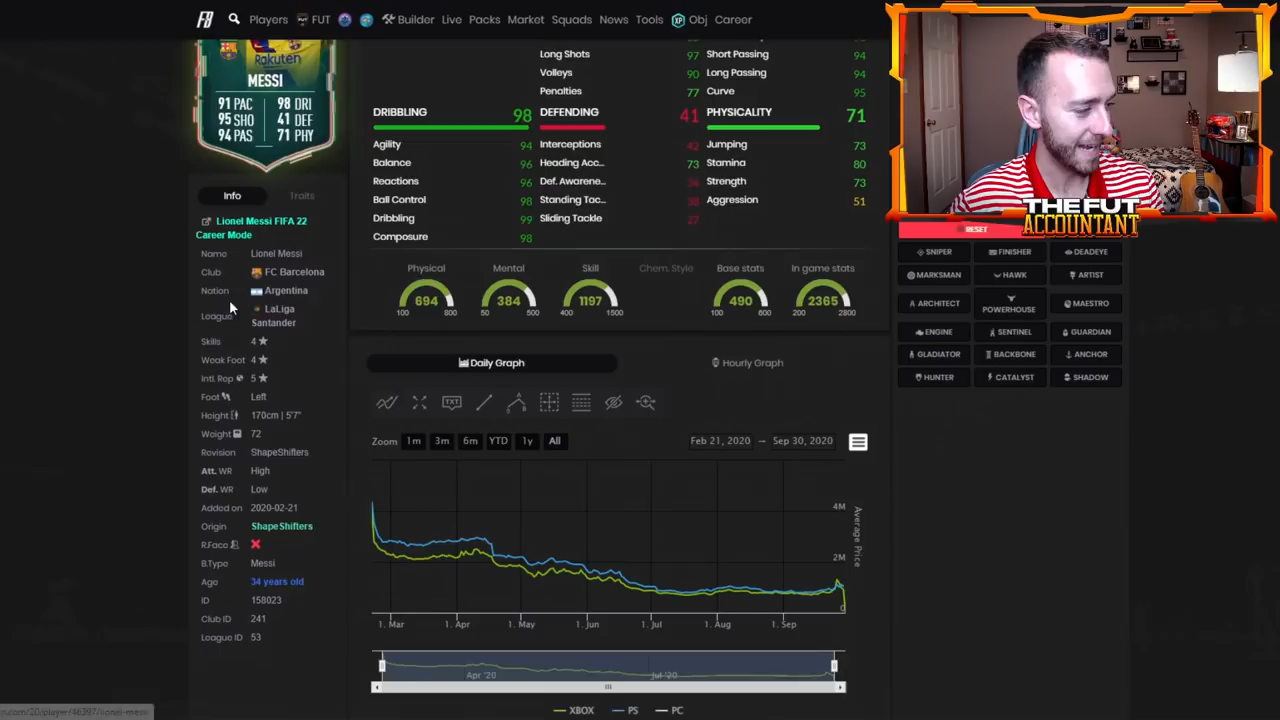 FB Players FUT Builder Live Packs Market Squads News Tools XP Obj Career
Rakuten
MESSI
91 PAC 98 DRI
95 SHO 41 DEF
94 PAS 71 PHY
Info Traits
Lionel Messi FIFA 22
Career Mode
Name Lionel Messi
Club FC Barcelona
Nation Argentina
League LaLiga
Santander
Skills 4
Weak Foot 4
Intl. Rep 5
Foot Left
Height 170cm | 5'7"
Weight 72
Revision ShapeShifters
Att. WR High
Def. WR Low
Added on 2020-02-21
Origin ShapeShifters
R.Face
B.Type Messi
Age 34 years old
ID 158023
Club ID 241
League ID 53
Long Shots 97 Short Passing 94
Volleys 90 Long Passing 94
Penalties 77 Curve 95
DRIBBLING 98 DEFENDING 41 PHYSICALITY 71
Agility 94 Interceptions 42 Jumping 73
Balance 96 Heading Acc... 73 Stamina 80
Reactions 96 Def. Awarene... Strength 73
Ball Control 98 Standing Tac... Aggression 51
Dribbling 99 Sliding Tackle 27
Composure 98
Physical Mental Skill Chem. Style Base stats In game stats
694 384 1197 490 2365
100 800 50 500 400 1500 100 600 200 2800
Daily Graph Hourly Graph
TXT
Zoom 1m 3m 6m YTD 1y All Feb 21, 2020 → Sep 30, 2020
4M
2M
0
Average Price
1. Mar 1. Apr 1. May 1. Jun 1. Jul 1. Aug 1. Sep
Apr '20 Jul '20
XBOX PS PC
THE FUT
ACCOUNTANT
RESET
SNIPER FINISHER DEADEYE
MARKSMAN HAWK ARTIST
ARCHITECT POWERHOUSE MAESTRO
ENGINE SENTINEL GUARDIAN
GLADIATOR BACKBONE ANCHOR
HUNTER CATALYST SHADOW